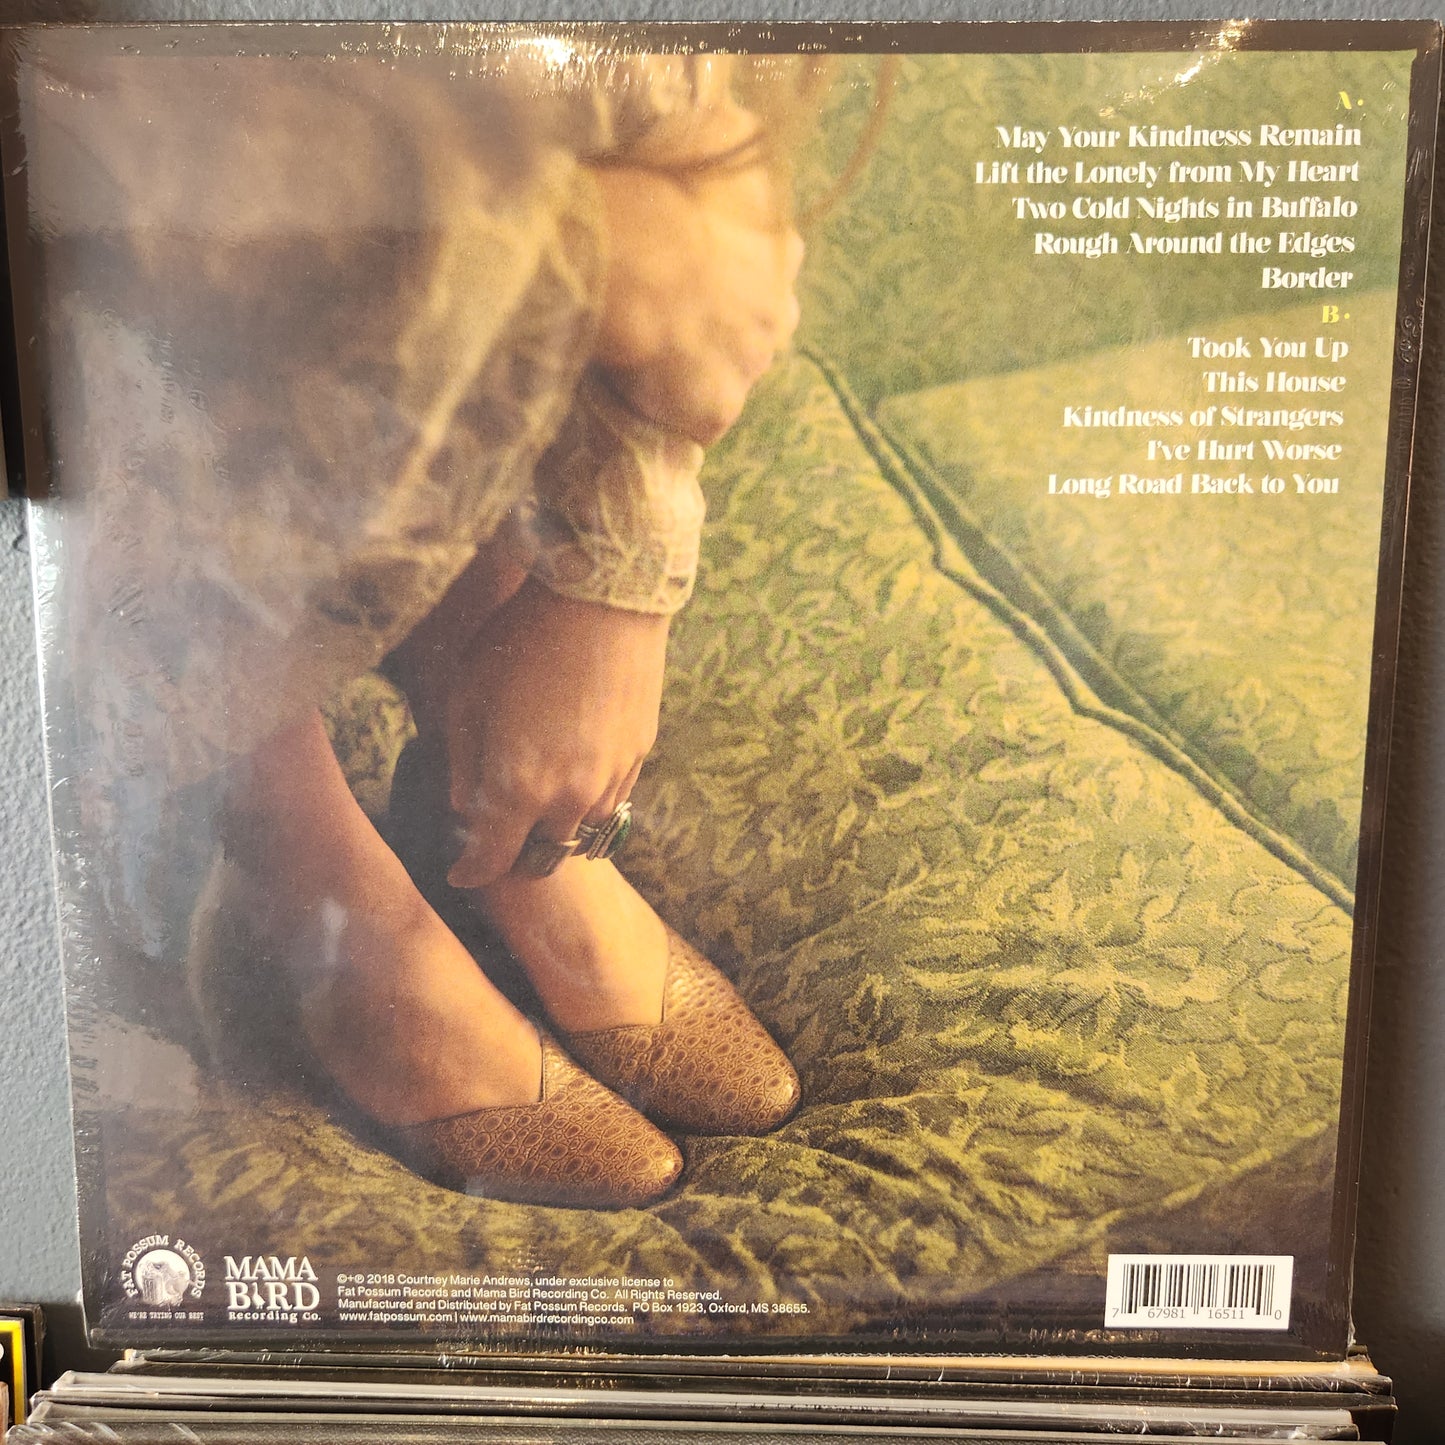 A·
May Your Kindness Remain
Lift the Lonely from My Heart
Two Cold Nights in Buffalo
Rough Around the Edges
Border
B·
Took You Up
This House
Kindness of Strangers
I've Hurt Worse
Long Road Back to You
FAT POSSUM RECORDS
WE'RE TRYING OUR BEST
MAMA
BIRD
Recording Co.
©+℗ 2018 Courtney Marie Andrews, under exclusive license to
Fat Possum Records and Mama Bird Recording Co. All Rights Reserved.
Manufactured and Distributed by Fat Possum Records. PO Box 1923, Oxford, MS 38655.
www.fatpossum.com | www.mamabirdrecordingco.com
7 67981 16511 0